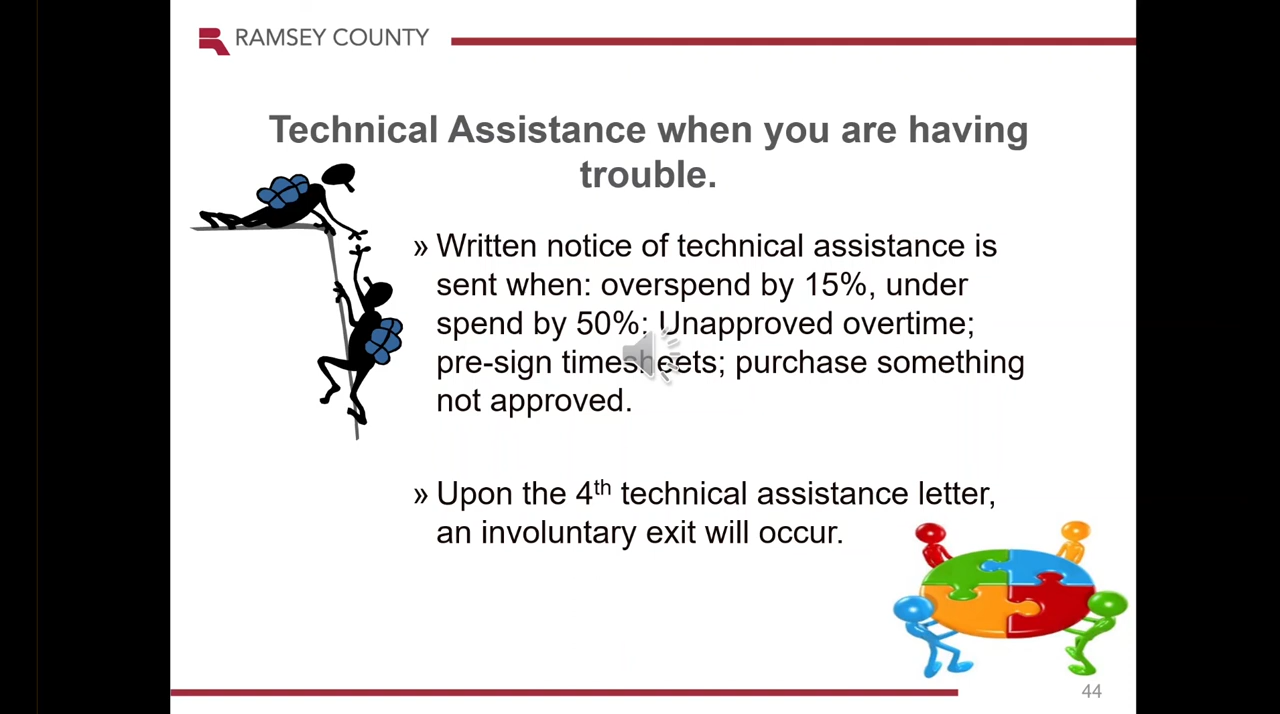 RAMSEY COUNTY
Technical Assistance when you are having
trouble.
» Written notice of technical assistance is
sent when: overspend by 15%, under
spend by 50%; Unapproved overtime;
pre-sign timesheets; purchase something
not approved.
» Upon the 4th technical assistance letter,
an involuntary exit will occur.
44